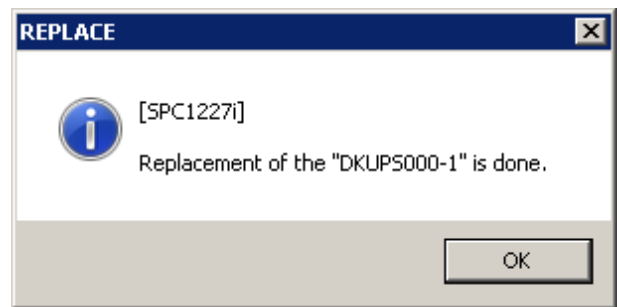 REPLACE
[SPC1227i]
Replacement of the "DKUPS000-1" is done.
OK